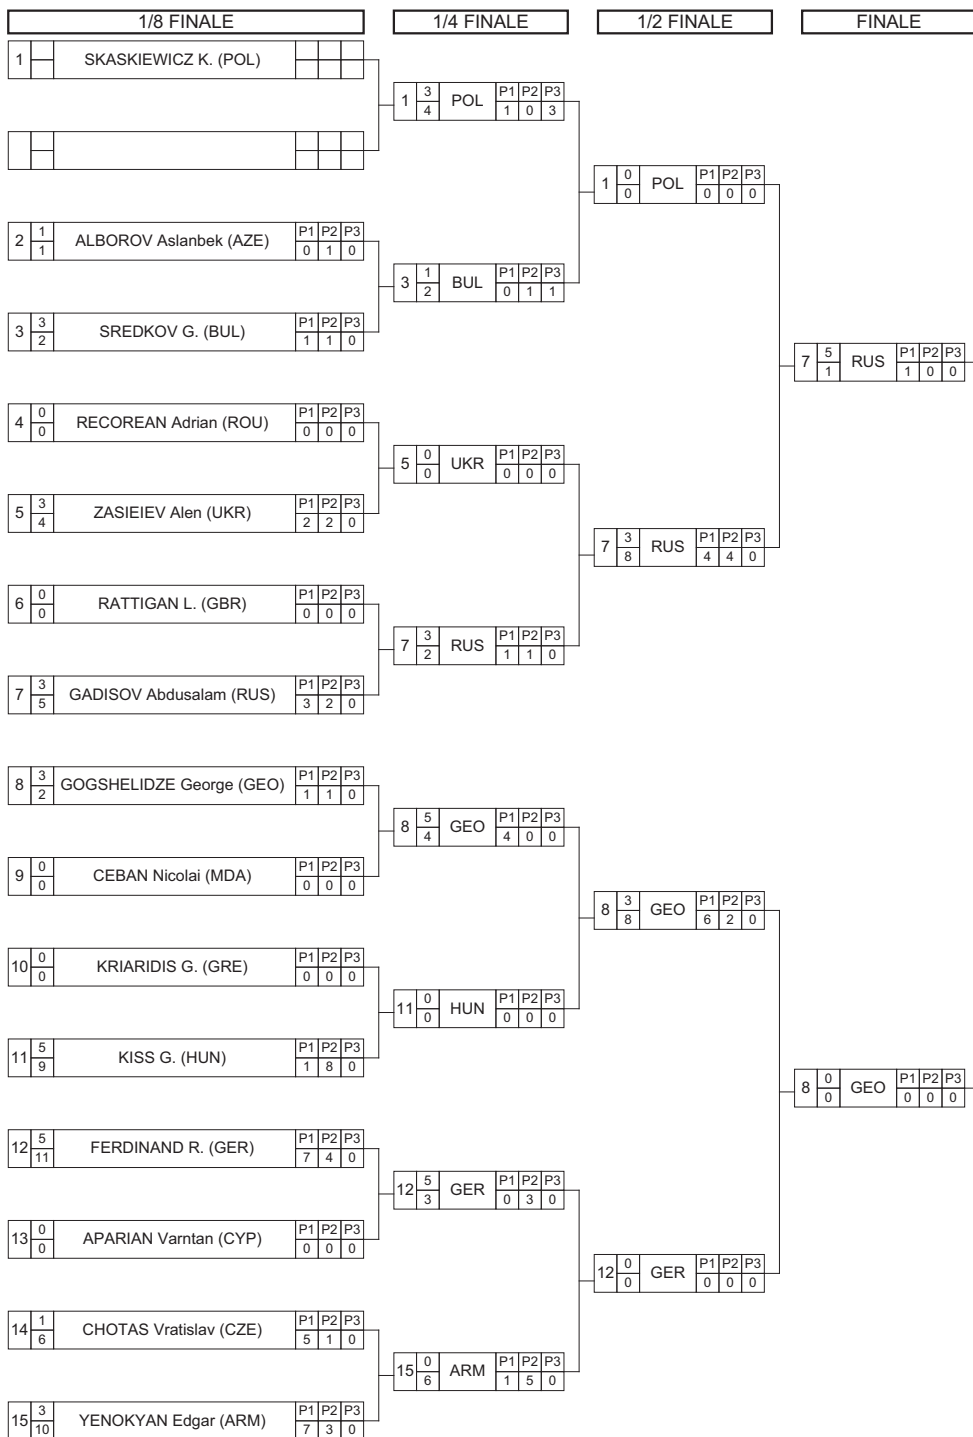 1/8 FINALE 1/4 FINALE 1/2 FINALE FINALE
1 SKASKIEWICZ K. (POL)
1 3 4 POL P1 P2 P3 1 0 3
1 0 0 POL P1 P2 P3 0 0 0
2 1 1 ALBOROV Aslanbek (AZE) P1 P2 P3 0 1 0
3 1 2 BUL P1 P2 P3 0 1 1
3 3 2 SREDKOV G. (BUL) P1 P2 P3 1 1 0
7 5 1 RUS P1 P2 P3 1 0 0
4 0 0 RECOREAN Adrian (ROU) P1 P2 P3 0 0 0
5 0 0 UKR P1 P2 P3 0 0 0
5 3 4 ZASIEIEV Alen (UKR) P1 P2 P3 2 2 0
7 3 8 RUS P1 P2 P3 4 4 0
6 0 0 RATTIGAN L. (GBR) P1 P2 P3 0 0 0
7 3 2 RUS P1 P2 P3 1 1 0
7 3 5 GADISOV Abdusalam (RUS) P1 P2 P3 3 2 0
8 3 2 GOGSHELIDZE George (GEO) P1 P2 P3 1 1 0
8 5 4 GEO P1 P2 P3 4 0 0
9 0 0 CEBAN Nicolai (MDA) P1 P2 P3 0 0 0
8 3 8 GEO P1 P2 P3 6 2 0
10 0 0 KRIARIDIS G. (GRE) P1 P2 P3 0 0 0
11 0 0 HUN P1 P2 P3 0 0 0
11 5 9 KISS G. (HUN) P1 P2 P3 1 8 0
8 0 0 GEO P1 P2 P3 0 0 0
12 5 11 FERDINAND R. (GER) P1 P2 P3 7 4 0
12 5 3 GER P1 P2 P3 0 3 0
13 0 0 APARIAN Varntan (CYP) P1 P2 P3 0 0 0
12 0 0 GER P1 P2 P3 0 0 0
14 1 6 CHOTAS Vratislav (CZE) P1 P2 P3 5 1 0
15 0 6 ARM P1 P2 P3 1 5 0
15 3 10 YENOKYAN Edgar (ARM) P1 P2 P3 7 3 0